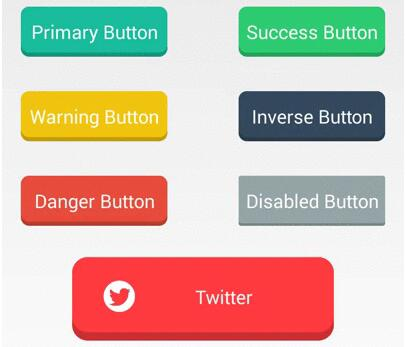 Primary Button
Success Button
Warning Button
Inverse Button
Danger Button
Disabled Button
Twitter